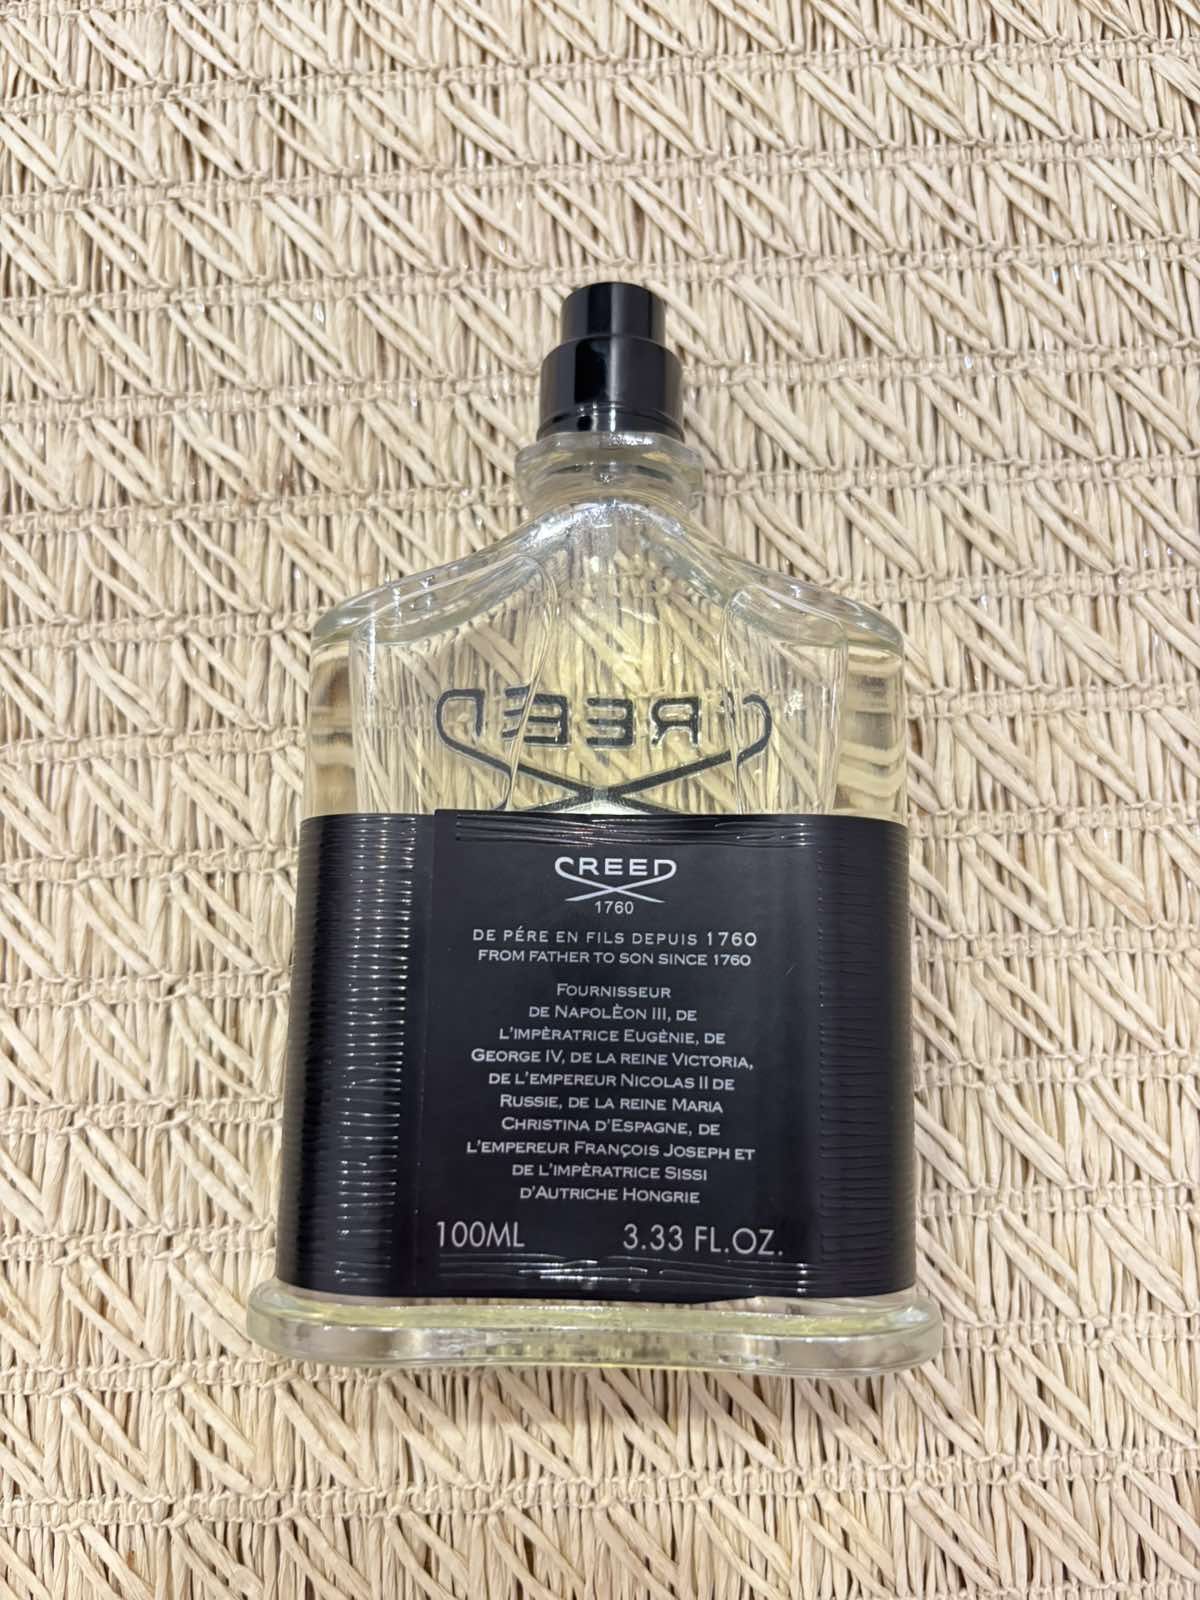 CREED
CREED
1760
DE PÉRE EN FILS DEPUIS 1760
FROM FATHER TO SON SINCE 1760
FOURNISSEUR
DE NAPOLÈON III, DE
L'IMPÈRATRICE EUGÈNIE, DE
GEORGE IV, DE LA REINE VICTORIA,
DE L'EMPEREUR NICOLAS II DE
RUSSIE, DE LA REINE MARIA
CHRISTINA D'ESPAGNE, DE
L'EMPEREUR FRANÇOIS JOSEPH ET
DE L'IMPÈRATRICE SISSI
D'AUTRICHE HONGRIE
100ML 3.33 FL.OZ.